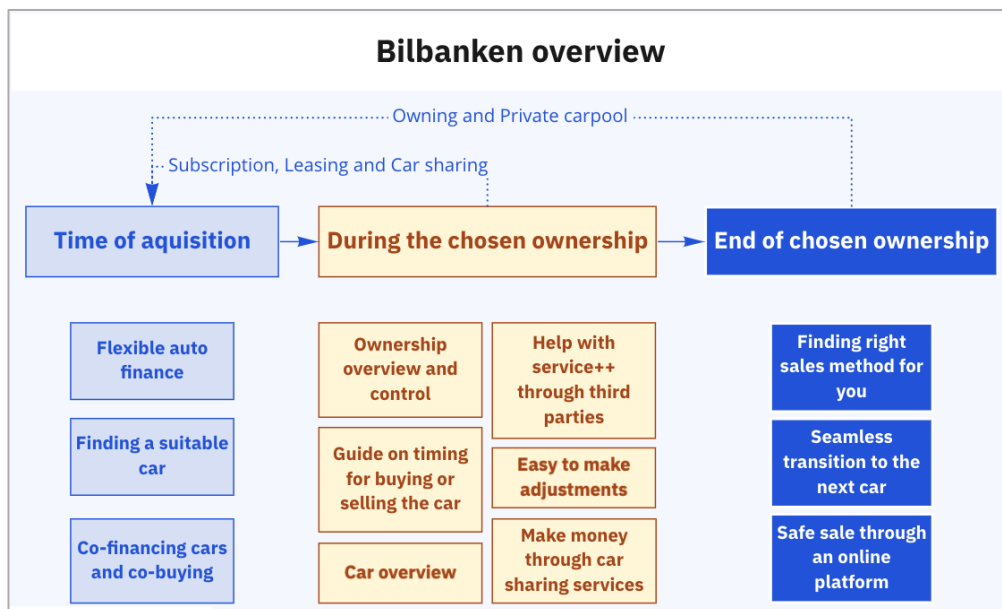 Bilbanken overview
Owning and Private carpool
Subscription, Leasing and Car sharing
Time of aquisition
During the chosen ownership
End of chosen ownership
Flexible auto
finance
Finding a suitable
car
Co-financing cars
and co-buying
Ownership
overview and
control
Guide on timing
for buying or
selling the car
Car overview
Help with
service++
through third
parties
Easy to make
adjustments
Make money
through car
sharing services
Finding right
sales method for
you
Seamless
transition to the
next car
Safe sale through
an online
platform